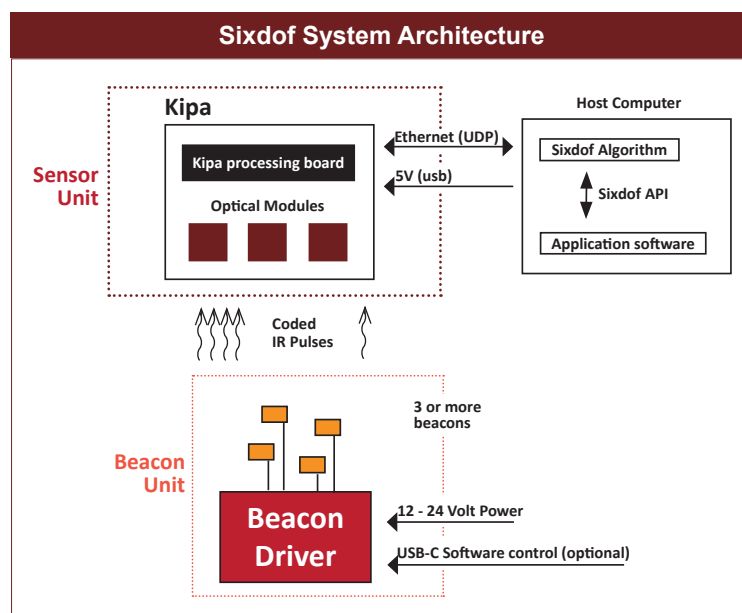 Sixdof System Architecture
Kipa
Host Computer
Ethernet (UDP)
Kipa processing board
Sixdof Algorithm
Sensor
Unit
5V (usb)
Sixdof API
Optical Modules
Application software
Coded
IR Pulses
3 or more
beacons
Beacon
Unit
12 - 24 Volt Power
Beacon
Driver
USB-C Software control (optional)